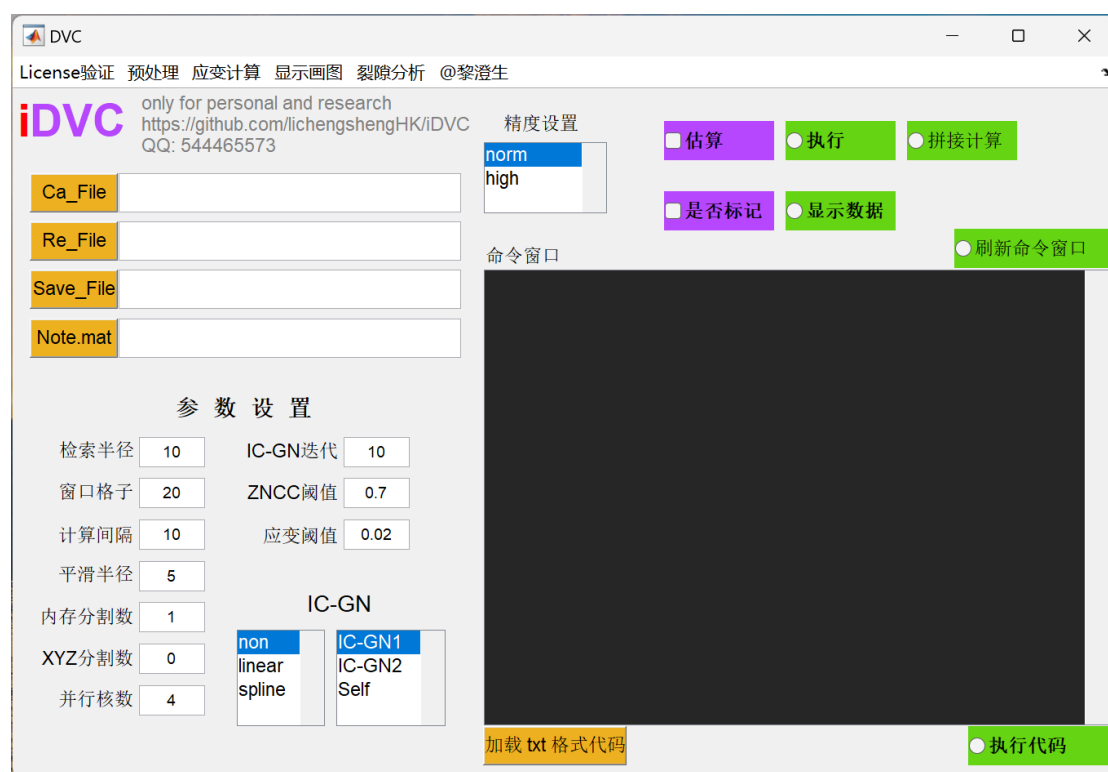 DVC
License验证 预处理 应变计算 显示画图 裂隙分析 @黎澄生
iDVC
only for personal and research
https://github.com/lichengshengHK/iDVC
QQ: 544465573
Ca_File
Re_File
Save_File
Note.mat
参 数 设 置
检索半径 10 IC-GN迭代 10
窗口格子 20 ZNCC阈值 0.7
计算间隔 10 应变阈值 0.02
平滑半径 5
内存分割数 1
XYZ分割数 0
并行核数 4
IC-GN
non
linear
spline
IC-GN1
IC-GN2
Self
精度设置
norm
high
估算 执行 拼接计算
是否标记 显示数据
刷新命令窗口
命令窗口
加载 txt 格式代码
执行代码